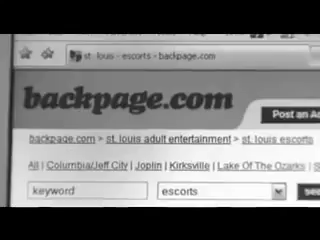 st. louis - escorts - backpage.com
backpage.com
Post an
backpage.com > st. louis adult entertainment > st. louis escorts
All | Columbia/Jeff City | Joplin | Kirksville | Lake Of The Ozarks |
keyword escorts